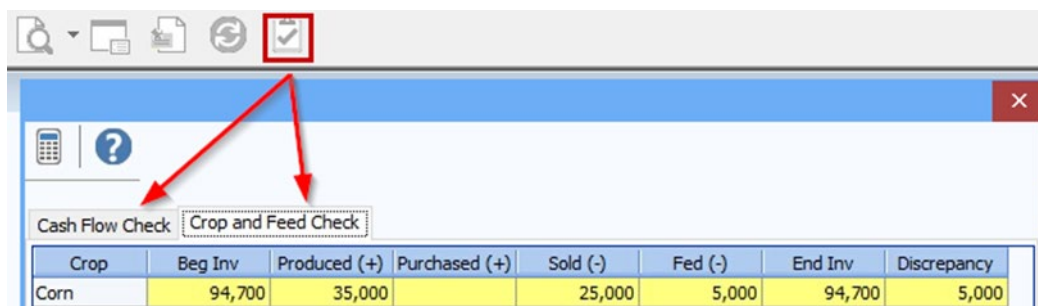 Cash Flow Check Crop and Feed Check
Crop Beg Inv Produced (+) Purchased (+) Sold (-) Fed (-) End Inv Discrepancy
Corn 94,700 35,000 25,000 5,000 94,700 5,000